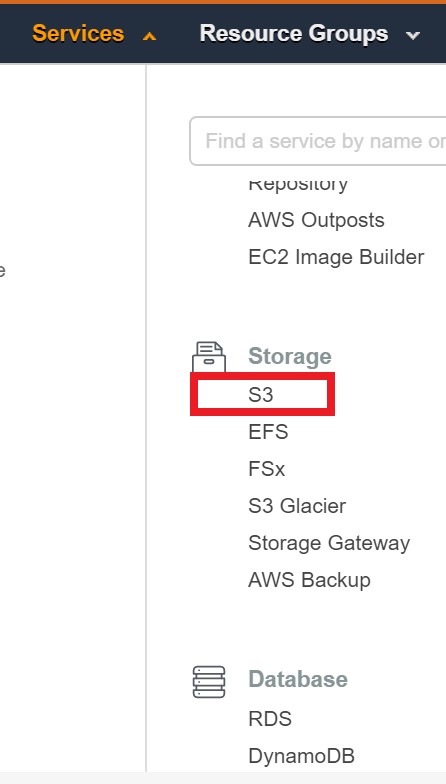 Services
Resource Groups
Find a service by name or
Repository
AWS Outposts
EC2 Image Builder
e
Storage
S3
EFS
FSx
S3 Glacier
Storage Gateway
AWS Backup
Database
RDS
DynamoDB